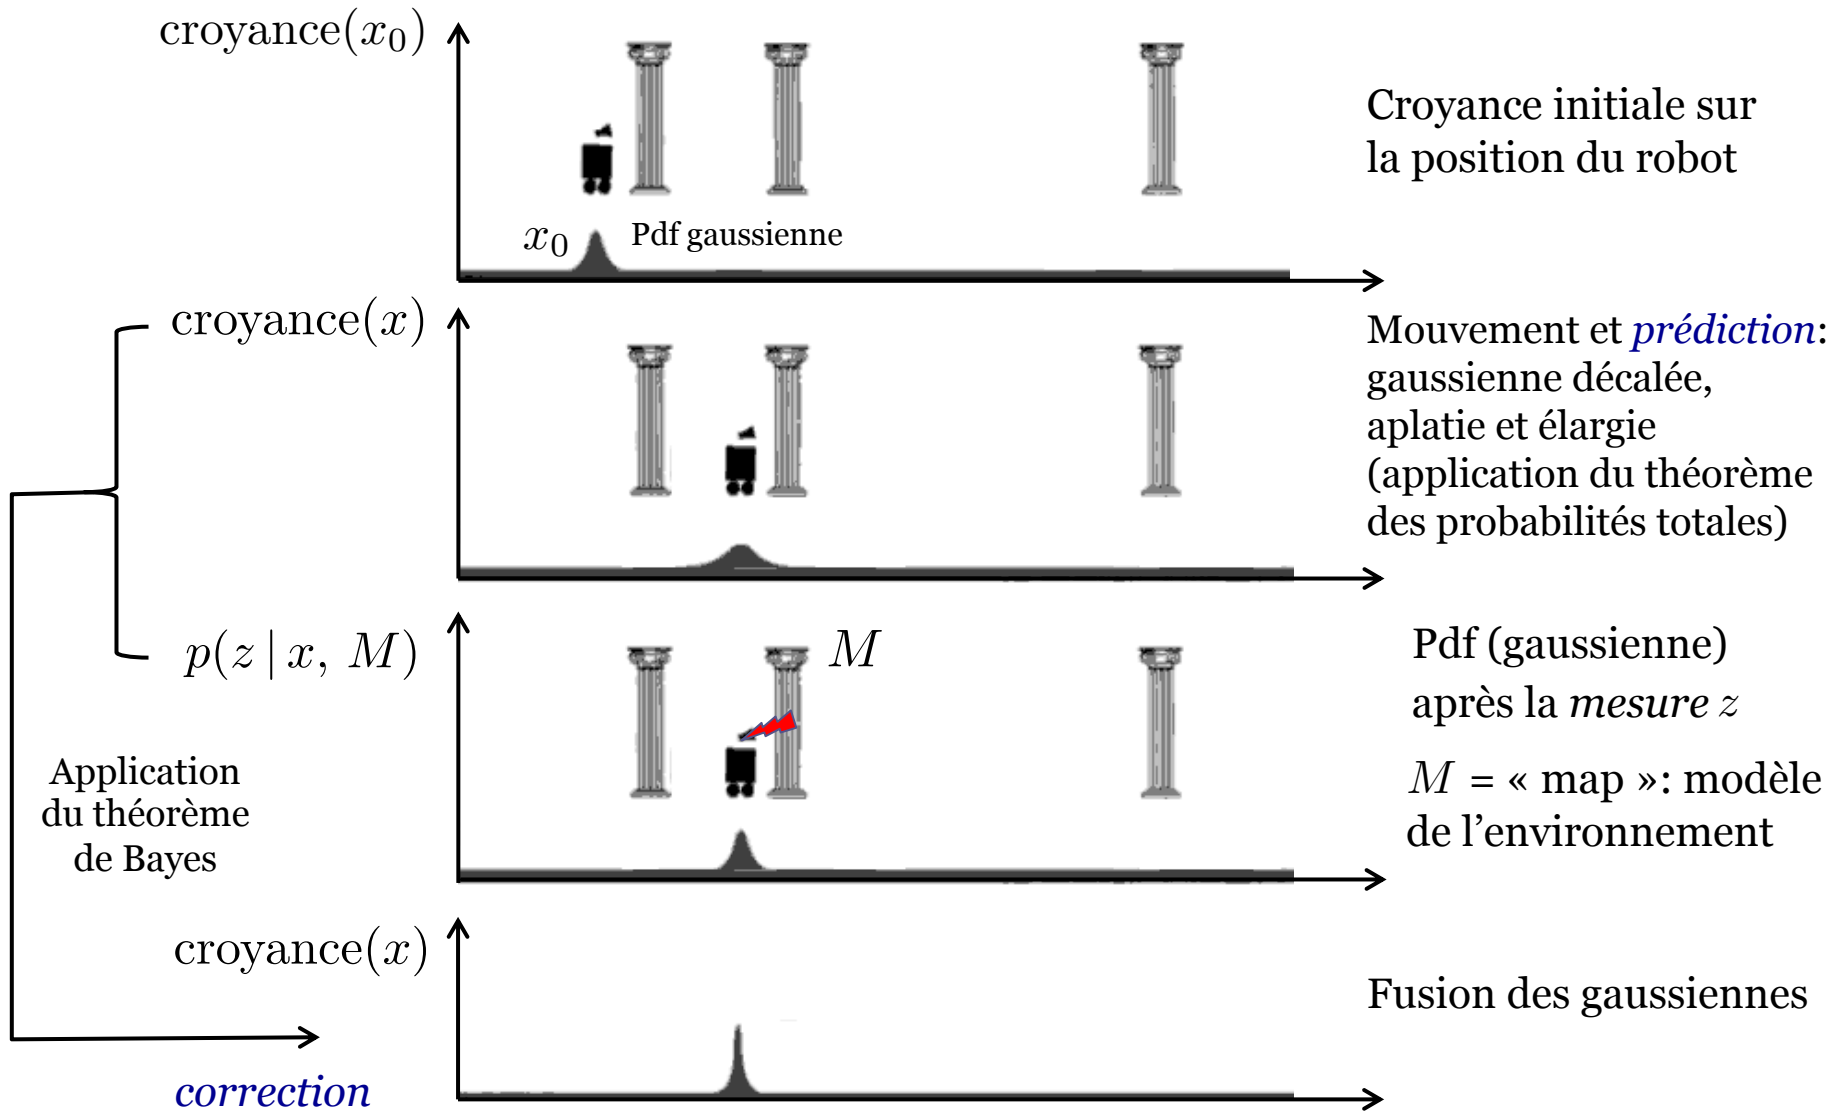 croyance(x₀)
Croyance initiale sur
la position du robot
x₀ Pdf gaussienne
croyance(x)
Mouvement et prédiction:
gaussienne décalée,
aplatie et élargie
(application du théorème
des probabilités totales)
p(z | x, M)
M
Pdf (gaussienne)
après la mesure z
M = « map »: modèle
de l’environnement
Application
du théorème
de Bayes
croyance(x)
Fusion des gaussiennes
correction